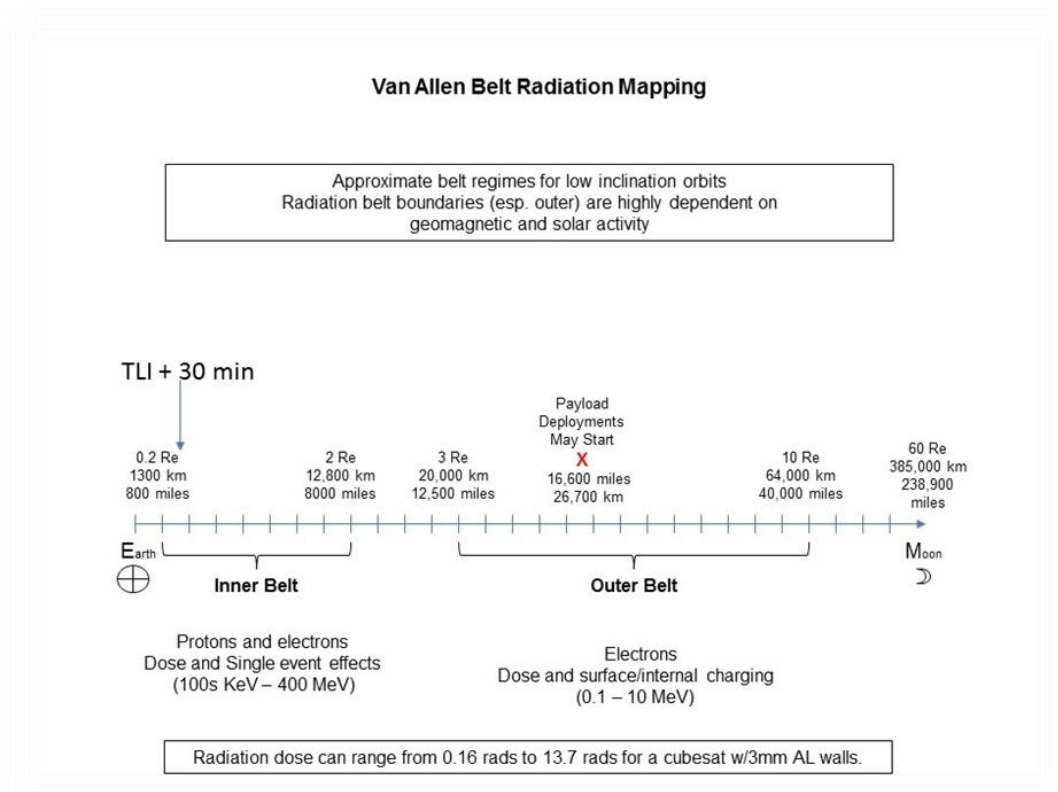 Van Allen Belt Radiation Mapping
Approximate belt regimes for low inclination orbits
Radiation belt boundaries (esp. outer) are highly dependent on
geomagnetic and solar activity
TLI + 30 min
Payload
Deployments
May Start
X
0.2 Re
1300 km
800 miles
2 Re
12,800 km
8000 miles
3 Re
20,000 km
12,500 miles
16,600 miles
26,700 km
10 Re
64,000 km
40,000 miles
60 Re
385,000 km
238,900
miles
Earth
Inner Belt
Outer Belt
Moon
Protons and electrons
Dose and Single event effects
(100s KeV – 400 MeV)
Electrons
Dose and surface/internal charging
(0.1 – 10 MeV)
Radiation dose can range from 0.16 rads to 13.7 rads for a cubesat w/3mm AL walls.